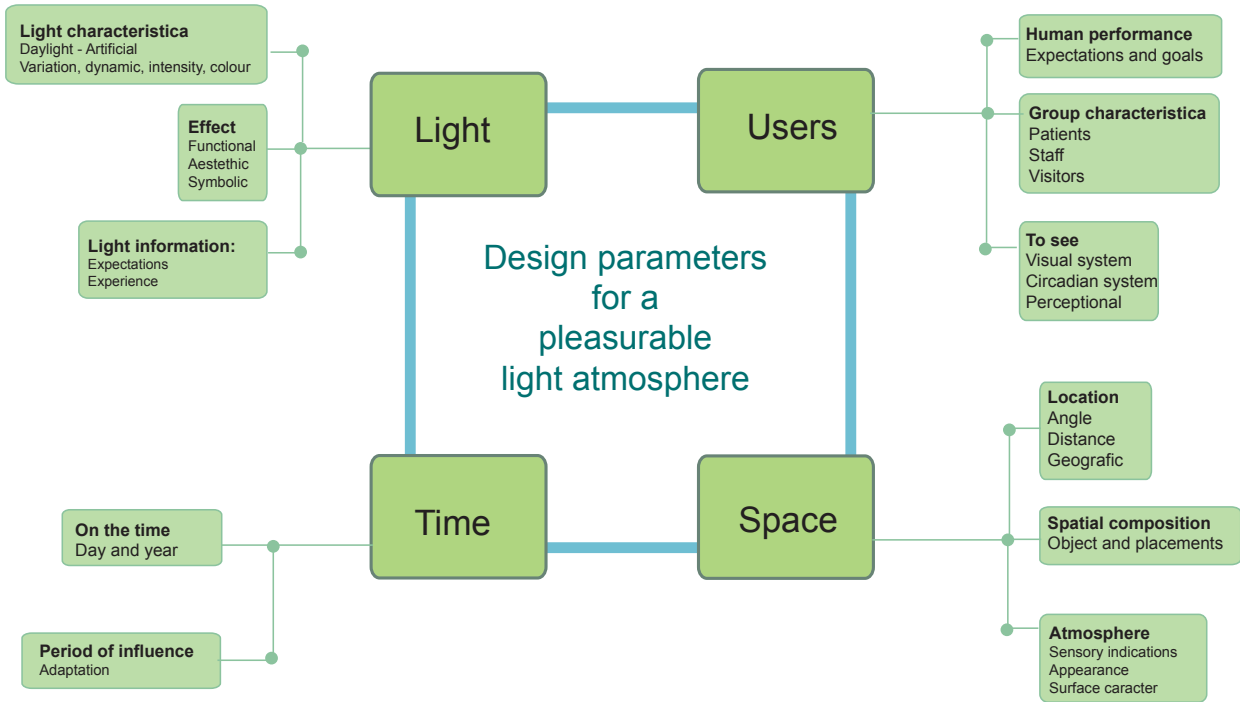 Light characteristica
Daylight - Artificial
Variation, dynamic, intensity, colour
Effect
Functional
Aestethic
Symbolic
Light information:
Expectations
Experience
Light
Users
Human performance
Expectations and goals
Group characteristica
Patients
Staff
Visitors
To see
Visual system
Circadian system
Perceptional
Design parameters
for a
pleasurable
light atmosphere
On the time
Day and year
Period of influence
Adaptation
Time
Space
Location
Angle
Distance
Geografic
Spatial composition
Object and placements
Atmosphere
Sensory indications
Appearance
Surface caracter